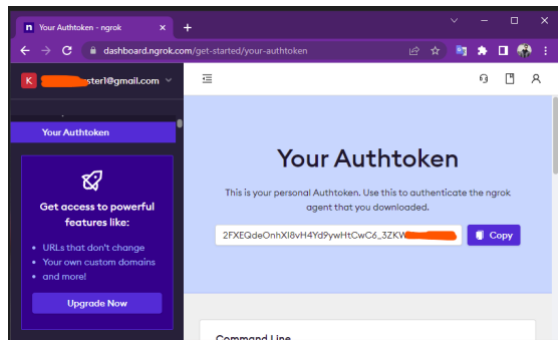 Your Authtoken - ngrok
dashboard.ngrok.com/get-started/your-authtoken
K
ster1@gmail.com
Your Authtoken
Get access to powerful
features like:
URLs that don't change
Your own custom domains
and more!
Upgrade Now
Your Authtoken
This is your personal Authtoken. Use this to authenticate the ngrok
agent that you downloaded.
2FXEQdeOnhXI8vH4Yd9ywHtCwC6_3ZKV
Copy
Command Line